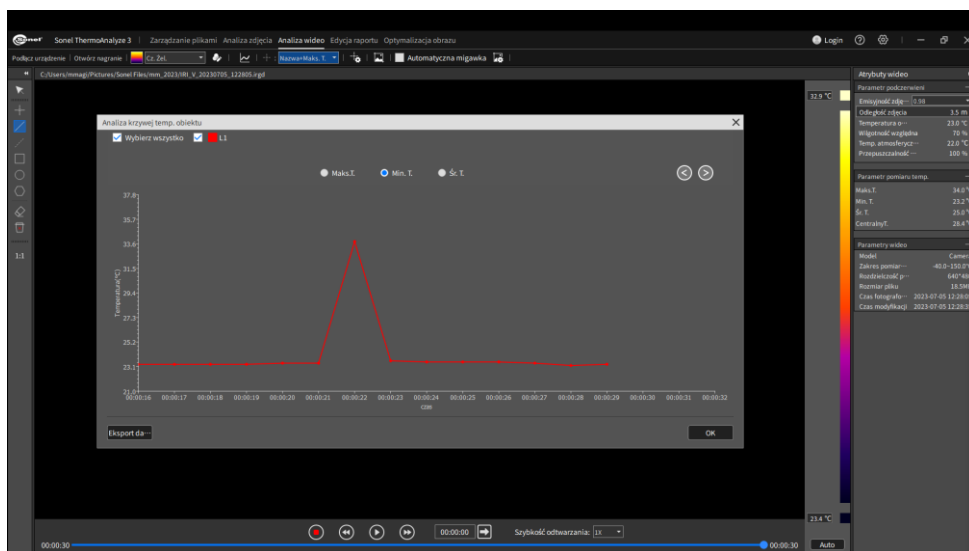 Sonel Sonel ThermoAnalyze 3 Zarządzanie plikami Analiza zdjęcia Analiza wideo Edycja raportu Optymalizacja obrazu Login
Podłącz urządzenie Otwórz nagranie Cz.Żel. Nazwa+Maks. T. Automatyczna migawka
C:/Users/mmagi/Pictures/Sonel Files/mm_2023/IRI_V_20230705_122805.irgd
Atrybuty wideo
Parametr podczerwieni
Emisyjność zdję··· 0.98
Odległość zdjęcia 3.5 m
Temperatura o··· 23.0 °C
Wilgotność względna 70 %
Temp. atmosferycz··· 22.0 °C
Przepuszczalność ··· 100 %
Parametr pomiaru temp.
Maks.T. 34.0 °
Min. T. 23.2 °
Śr. T. 25.0 °
CentralnyT. 28.4 °
Parametry wideo
Model Camer
Zakres pomiar··· -40.0~150.0°
Rozdzielczość p··· 640*48
Rozmiar pliku 18.5M
Czas fotografo··· 2023-07-05 12:28:0
Czas modyfikacji 2023-07-05 12:28:3
32.9 °C
23.4 °C
Auto
1:1
Analiza krzywej temp. obiektu
Wybierz wszystko L1
Maks.T. Min. T. Śr. T.
Temperatura(°C)
37.8
35.7
33.6
31.5
29.4
27.3
25.2
23.1
21.0
00:00:16 00:00:17 00:00:18 00:00:19 00:00:20 00:00:21 00:00:22 00:00:23 00:00:24 00:00:25 00:00:26 00:00:27 00:00:28 00:00:29 00:00:30 00:00:31 00:00:32
czas
Eksport da··· OK
00:00:00 Szybkość odtwarzania: 1X
00:00:30 00:00:30